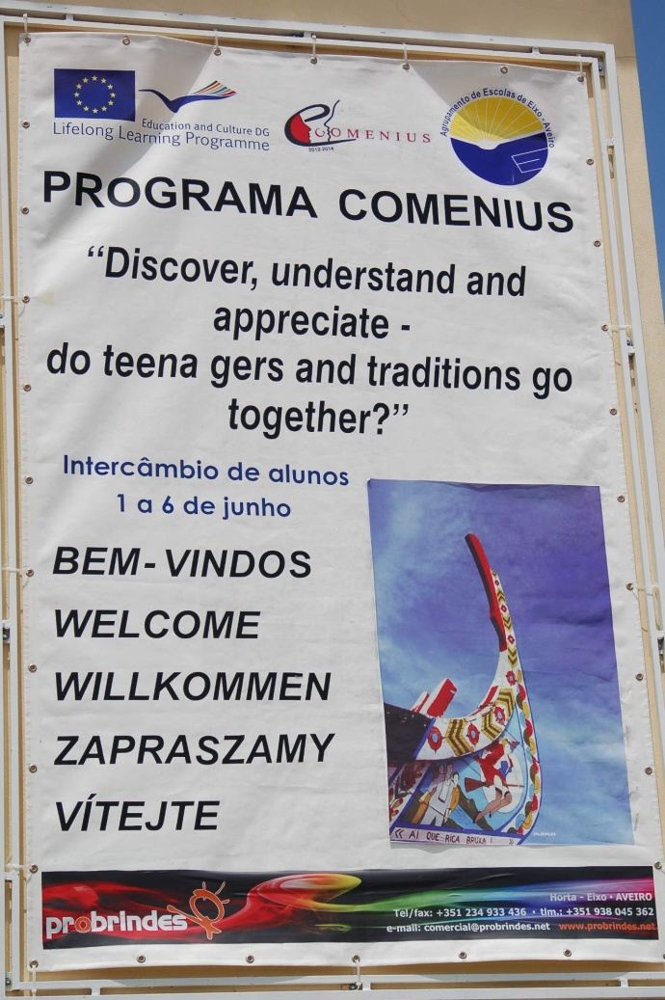 Education and Culture DG
Lifelong Learning Programme
COMENIUS
2012-2014
Agrupamento de Escolas de Eixo - Aveiro
PROGRAMA COMENIUS
“Discover, understand and
appreciate -
do teena gers and traditions go
together?”
Intercâmbio de alunos
1 a 6 de junho
BEM-VINDOS
WELCOME
WILLKOMMEN
ZAPRASZAMY
VÍTEJTE
« AI QUE RICA BRUXA ! »
probrindes
Horta - Eixo • AVEIRO
Tel/fax: +351 234 933 436 • tlm.: +351 938 045 362
e-mail: comercial@probrindes.net www.probrindes.net